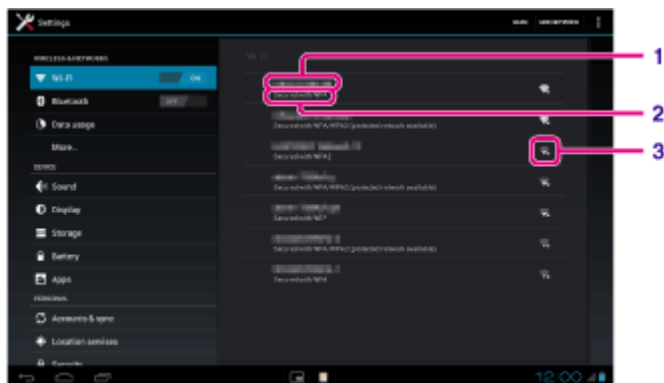 Settings
SCAN ADD NETWORK
WIRELESS & NETWORKS
Wi-Fi
Wi-Fi ON
1
Secured with WPA
Bluetooth OFF
2
Data usage
Secured with WPA/WPA2 (protected network available)
More...
3
Secured with WPA2
DEVICE
Sound
Secured with WPA/WPA2 (protected network available)
Display
Secured with WEP
Storage
Secured with WPA/WPA2 (protected network available)
Battery
Apps
Secured with WPA
PERSONAL
Accounts & sync
Location services
Security
12:00